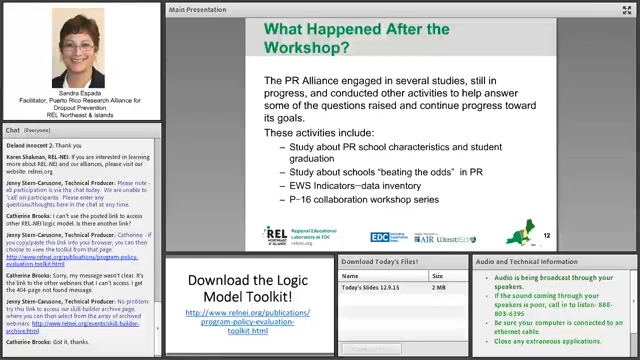 Main Presentation
Sandra Espada
Facilitator, Puerto Rico Research Alliance for
Dropout Prevention
REL Northeast & Islands
Chat (Everyone)
Deland Innocent 2: Thank you
Karen Shakman, REL-NEI: If you are interested in learning
more about REL-NEI and our alliances, please visit our website:
relnei.org
Jenny Stern-Carusone, Technical Producer: Please note -
all participation is via the chat today. We are unable to
'call on' participants. Please enter any
questions/thoughts here in the chat at any time.
Catherine Brooks: I can't use the posted link to access other
REL-NEI logic model. Is there another link?
Jenny Stern-Carusone, Technical Producer: Catherine - if
you copy/paste this link into your browser, you can then
choose to view the toolkit from that page.
http://www.relnei.org/publications/program-policy-
evaluation-toolkit.html
Catherine Brooks: Sorry, my message wasn't clear. It's the
link to the other webinars that I can't access. I
get the 404-page not found message.
Jenny Stern-Carusone, Technical Producer: No problem;
try this link to access our skill-builder archive page,
where you can then select from the array of archived
webinars: http://www.relnei.org/events/skill-builder-
archive.html
Catherine Brooks: Got it, thanks.
What Happened After the
Workshop?
The PR Alliance engaged in several studies, still in
progress, and conducted other activities to help answer
some of the questions raised and continue progress toward
its goals.
These activities include:
– Study about PR school characteristics and student
graduation
– Study about schools "beating the odds" in PR
– EWS Indicators–data inventory
– P–16 collaboration workshop series
REL
NORTHEAST
& ISLANDS
Regional Educational
Laboratory at EDC
relnei.org
EDC
AIR
WestEd
12
Download the Logic
Model Toolkit!
http://www.relnei.org/publications/
program-policy-evaluation-
toolkit.html
Download Today's Files!
Name Size
Today's Slides 12.9.15 2 MB
Audio and Technical Information
Audio is being broadcast through your
speakers.
If the sound coming through your
speakers is poor, call in to listen: 888-
803-6395
Be sure your computer is connected to an
ethernet cable.
Close any extraneous applications.